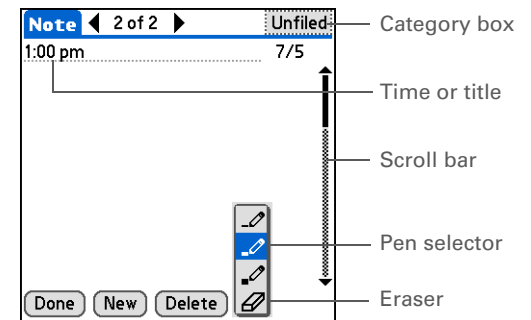 Note 2 of 2 Unfiled Category box
1:00 pm 7/5
Time or title
Scroll bar
Pen selector
Done New Delete Eraser